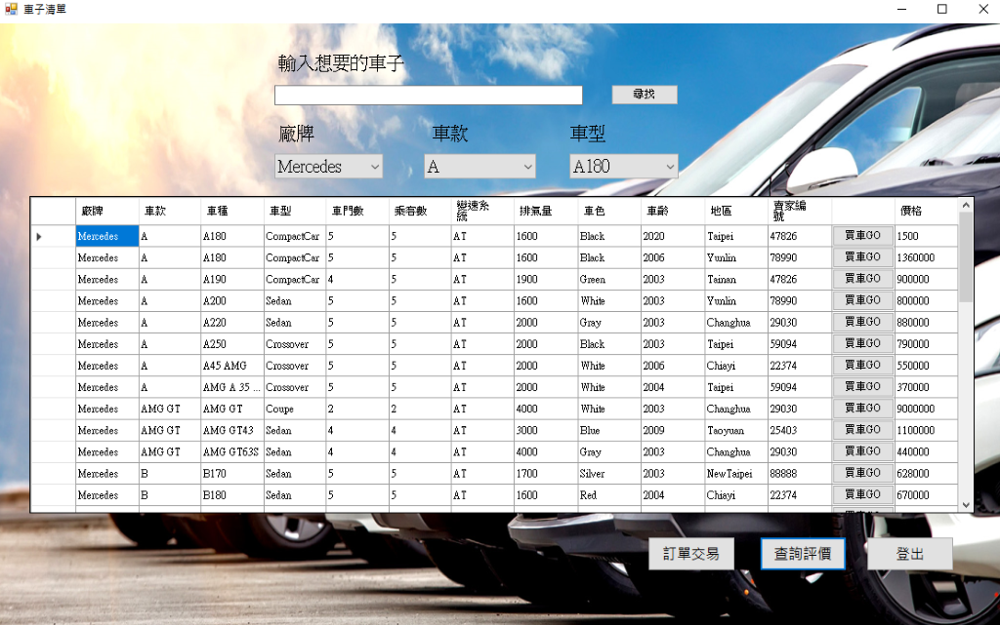 車子清單
輸入想要的車子
尋找
廠牌 車款 車型
Mercedes A A180
廠牌 車款 車種 車型 車門數 乘客數 變速系統 排氣量 車色 車齡 地區 賣家編號 價格
Mercedes A A180 CompactCar 5 5 AT 1600 Black 2020 Taipei 47826 買車GO 1500
Mercedes A A180 CompactCar 5 5 AT 1600 Black 2006 Yunlin 78990 買車GO 1360000
Mercedes A A190 CompactCar 4 5 AT 1900 Green 2003 Tainan 47826 買車GO 900000
Mercedes A A200 Sedan 5 5 AT 1600 White 2003 Yunlin 78990 買車GO 800000
Mercedes A A220 Sedan 5 5 AT 2000 Gray 2003 Changhua 29030 買車GO 880000
Mercedes A A250 Crossover 5 5 AT 2000 Black 2003 Taipei 59094 買車GO 790000
Mercedes A A45 AMG Crossover 5 5 AT 2000 White 2006 Chiayi 22374 買車GO 550000
Mercedes A AMG A 35 ... Crossover 5 5 AT 2000 White 2004 Taipei 59094 買車GO 370000
Mercedes AMG GT AMG GT Coupe 2 2 AT 4000 White 2003 Changhua 29030 買車GO 9000000
Mercedes AMG GT AMG GT43 Sedan 4 4 AT 3000 Blue 2009 Taoyuan 25403 買車GO 1100000
Mercedes AMG GT AMG GT63S Sedan 4 4 AT 4000 Gray 2003 Changhua 29030 買車GO 440000
Mercedes B B170 Sedan 5 5 AT 1700 Silver 2003 NewTaipei 88888 買車GO 628000
Mercedes B B180 Sedan 5 5 AT 1600 Red 2004 Chiayi 22374 買車GO 670000
訂單交易 查詢評價 登出